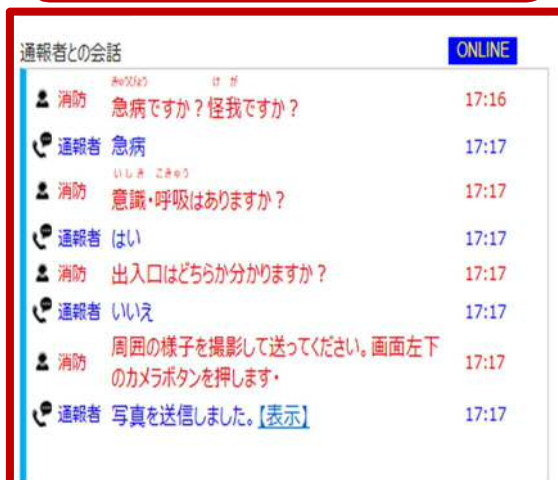 通報者との会話 ONLINE
きゅうびょう けが
消防 急病ですか？怪我ですか？ 17:16
通報者 急病 17:17
いしき こきゅう
消防 意識・呼吸はありますか？ 17:17
通報者 はい 17:17
消防 出入口はどちらか分かりますか？ 17:17
通報者 いいえ 17:17
消防 周囲の様子を撮影して送ってください。画面左下 17:17
のカメラボタンを押します・
通報者 写真を送信しました。【表示】 17:17